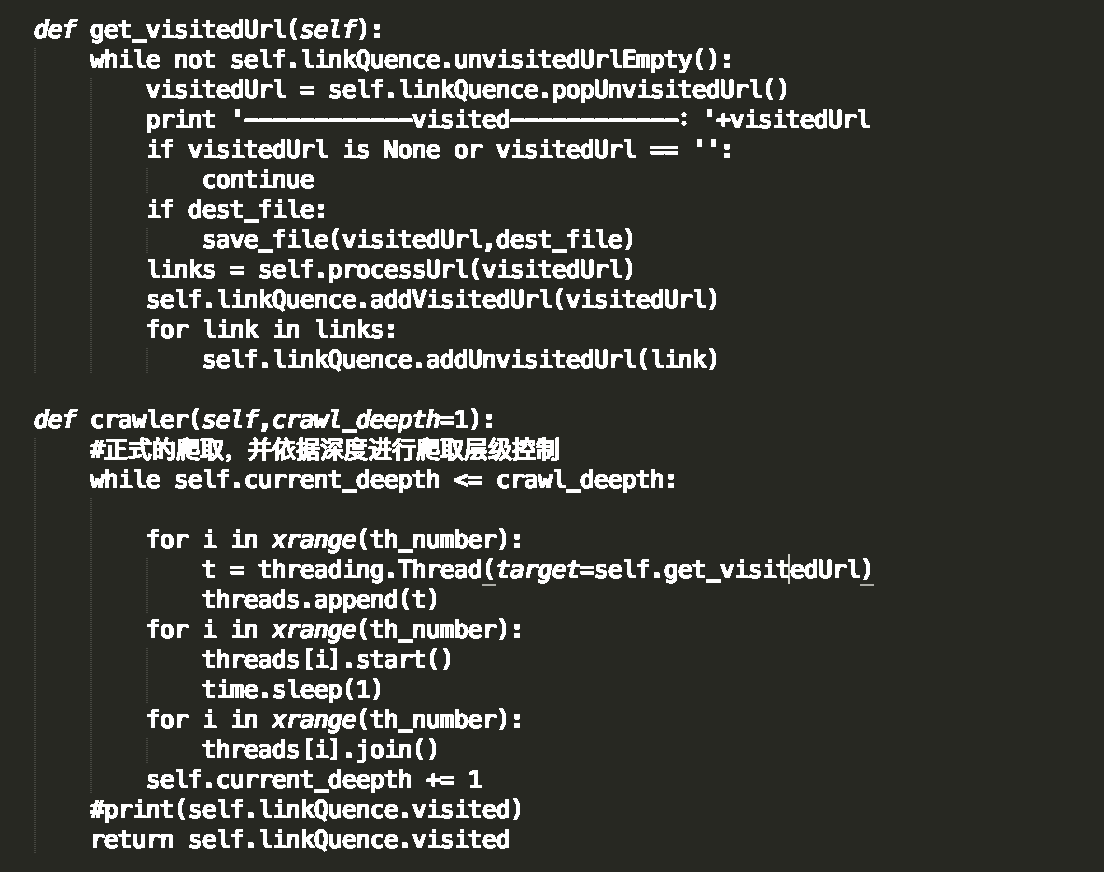 def get_visitedUrl(self):
    while not self.linkQuence.unvisitedUrlEmpty():
        visitedUrl = self.linkQuence.popUnvisitedUrl()
        print '------------visited------------: '+visitedUrl
        if visitedUrl is None or visitedUrl == '':
            continue
        if dest_file:
            save_file(visitedUrl,dest_file)
        links = self.processUrl(visitedUrl)
        self.linkQuence.addVisitedUrl(visitedUrl)
        for link in links:
            self.linkQuence.addUnvisitedUrl(link)
def crawler(self,crawl_deepth=1):
    #正式的爬取，并依据深度进行爬取层级控制
    while self.current_deepth <= crawl_deepth:
        for i in xrange(th_number):
            t = threading.Thread(target=self.get_visitedUrl)
            threads.append(t)
        for i in xrange(th_number):
            threads[i].start()
            time.sleep(1)
        for i in xrange(th_number):
            threads[i].join()
        self.current_deepth += 1
    #print(self.linkQuence.visited)
    return self.linkQuence.visited